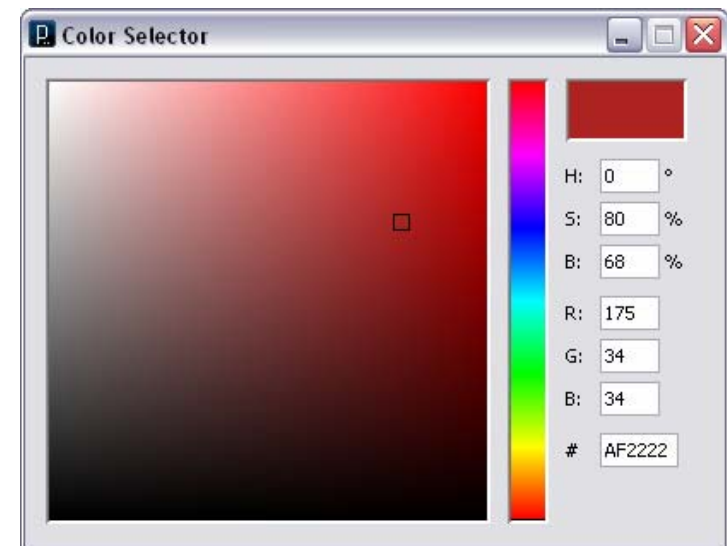 Color Selector
H: 0 °
S: 80 %
B: 68 %
R: 175
G: 34
B: 34
# AF2222